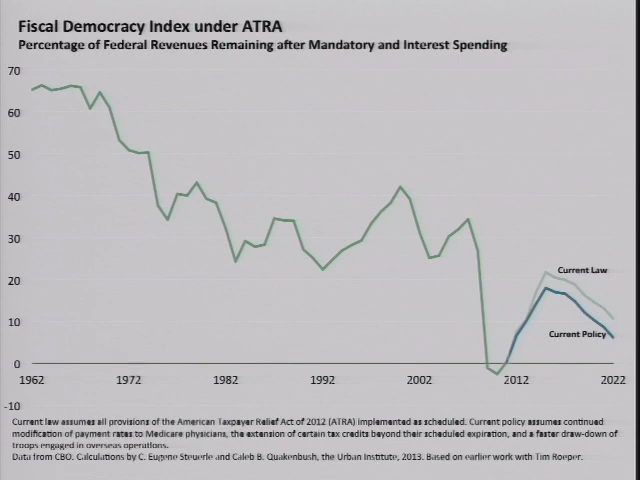 Fiscal Democracy Index under ATRA
Percentage of Federal Revenues Remaining after Mandatory and Interest Spending
70
60
50
40
30
20
10
0
-10
Current Law
Current Policy
1962 1972 1982 1992 2002 2012 2022
Current law assumes all provisions of the American Taxpayer Relief Act of 2012 (ATRA) implemented as scheduled. Current policy assumes continued
modification of payment rates to Medicare physicians, the extension of certain tax credits beyond their scheduled expiration, and a faster draw-down of
troops engaged in overseas operations.
Data from CBO. Calculations by C. Eugene Steuerle and Caleb B. Quakenbush, the Urban Institute, 2013. Based on earlier work with Tim Roeper.